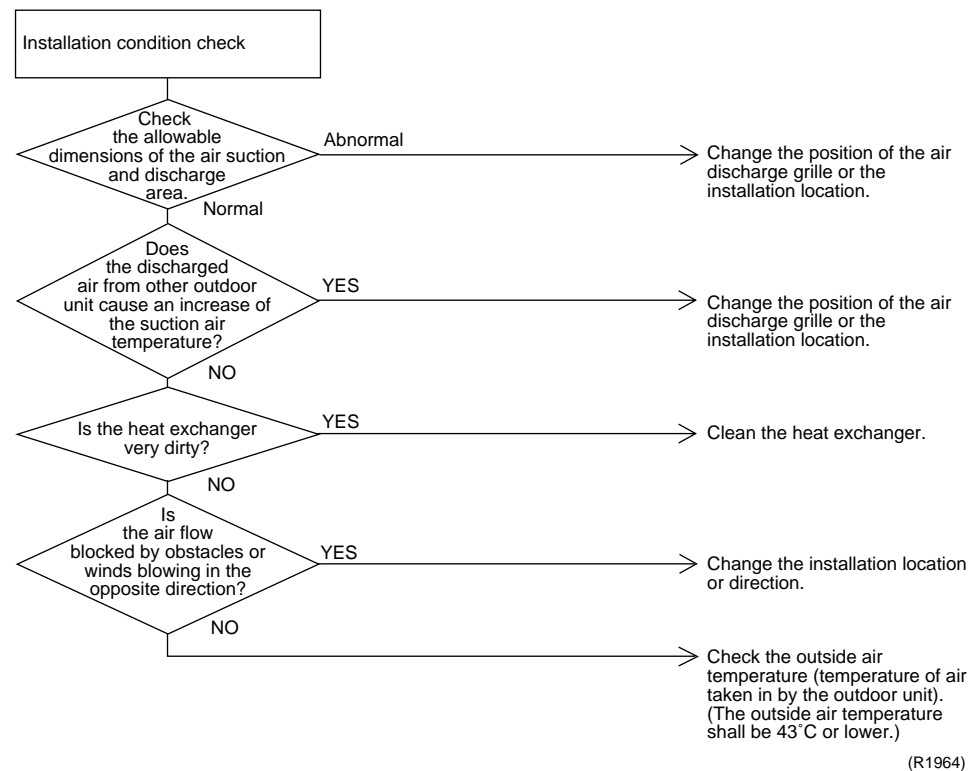 Installation condition check
Check
the allowable
dimensions of the air suction
and discharge
area.
Abnormal
Change the position of the air
discharge grille or the
installation location.
Normal
Does
the discharged
air from other outdoor
unit cause an increase of
the suction air
temperature?
YES
Change the position of the air
discharge grille or the
installation location.
NO
Is the heat exchanger
very dirty?
YES
Clean the heat exchanger.
NO
Is
the air flow
blocked by obstacles or
winds blowing in the
opposite direction?
YES
Change the installation location
or direction.
NO
Check the outside air
temperature (temperature of air
taken in by the outdoor unit).
(The outside air temperature
shall be 43˚C or lower.)
(R1964)